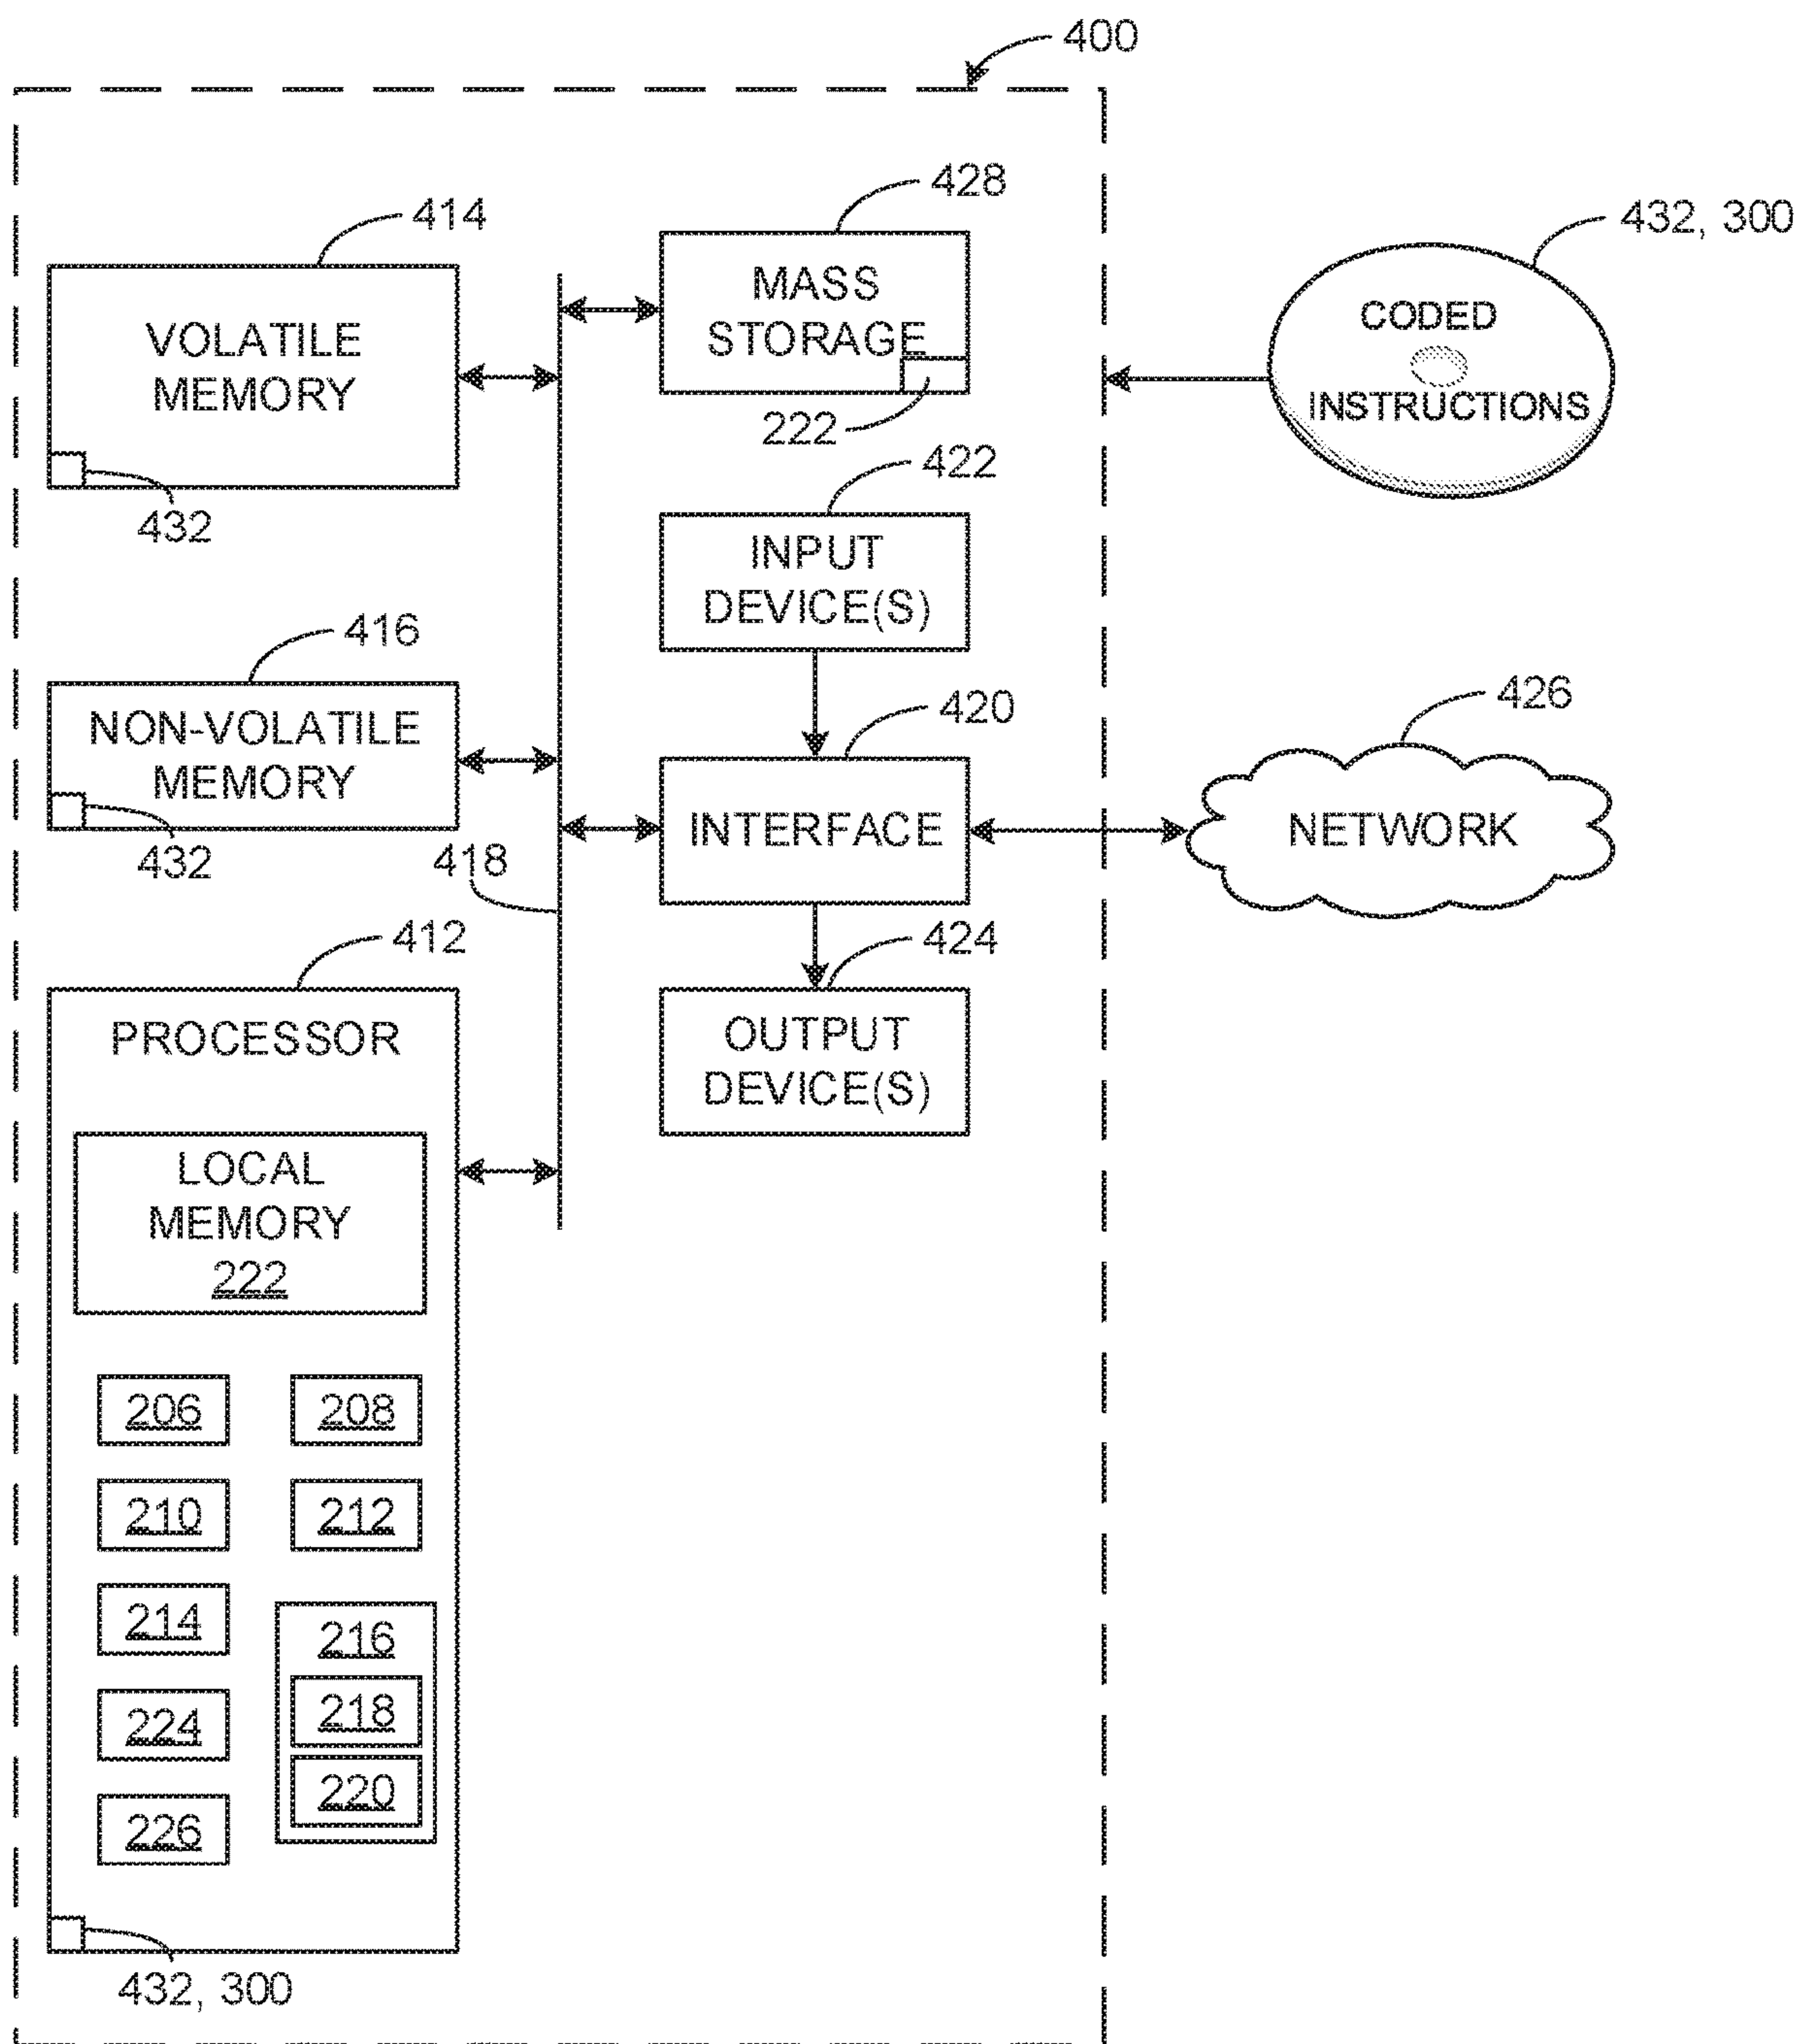 400
428
414
432, 300
MASS
STORAGE
CODED
INSTRUCTIONS
VOLATILE
MEMORY
222
432
422
INPUT
DEVICE(S)
416
420
426
NON-VOLATILE
MEMORY
INTERFACE
NETWORK
432
418
412
424
PROCESSOR
OUTPUT
DEVICE(S)
LOCAL
MEMORY
222
206
208
210
212
214
216
218
224
220
226
432, 300